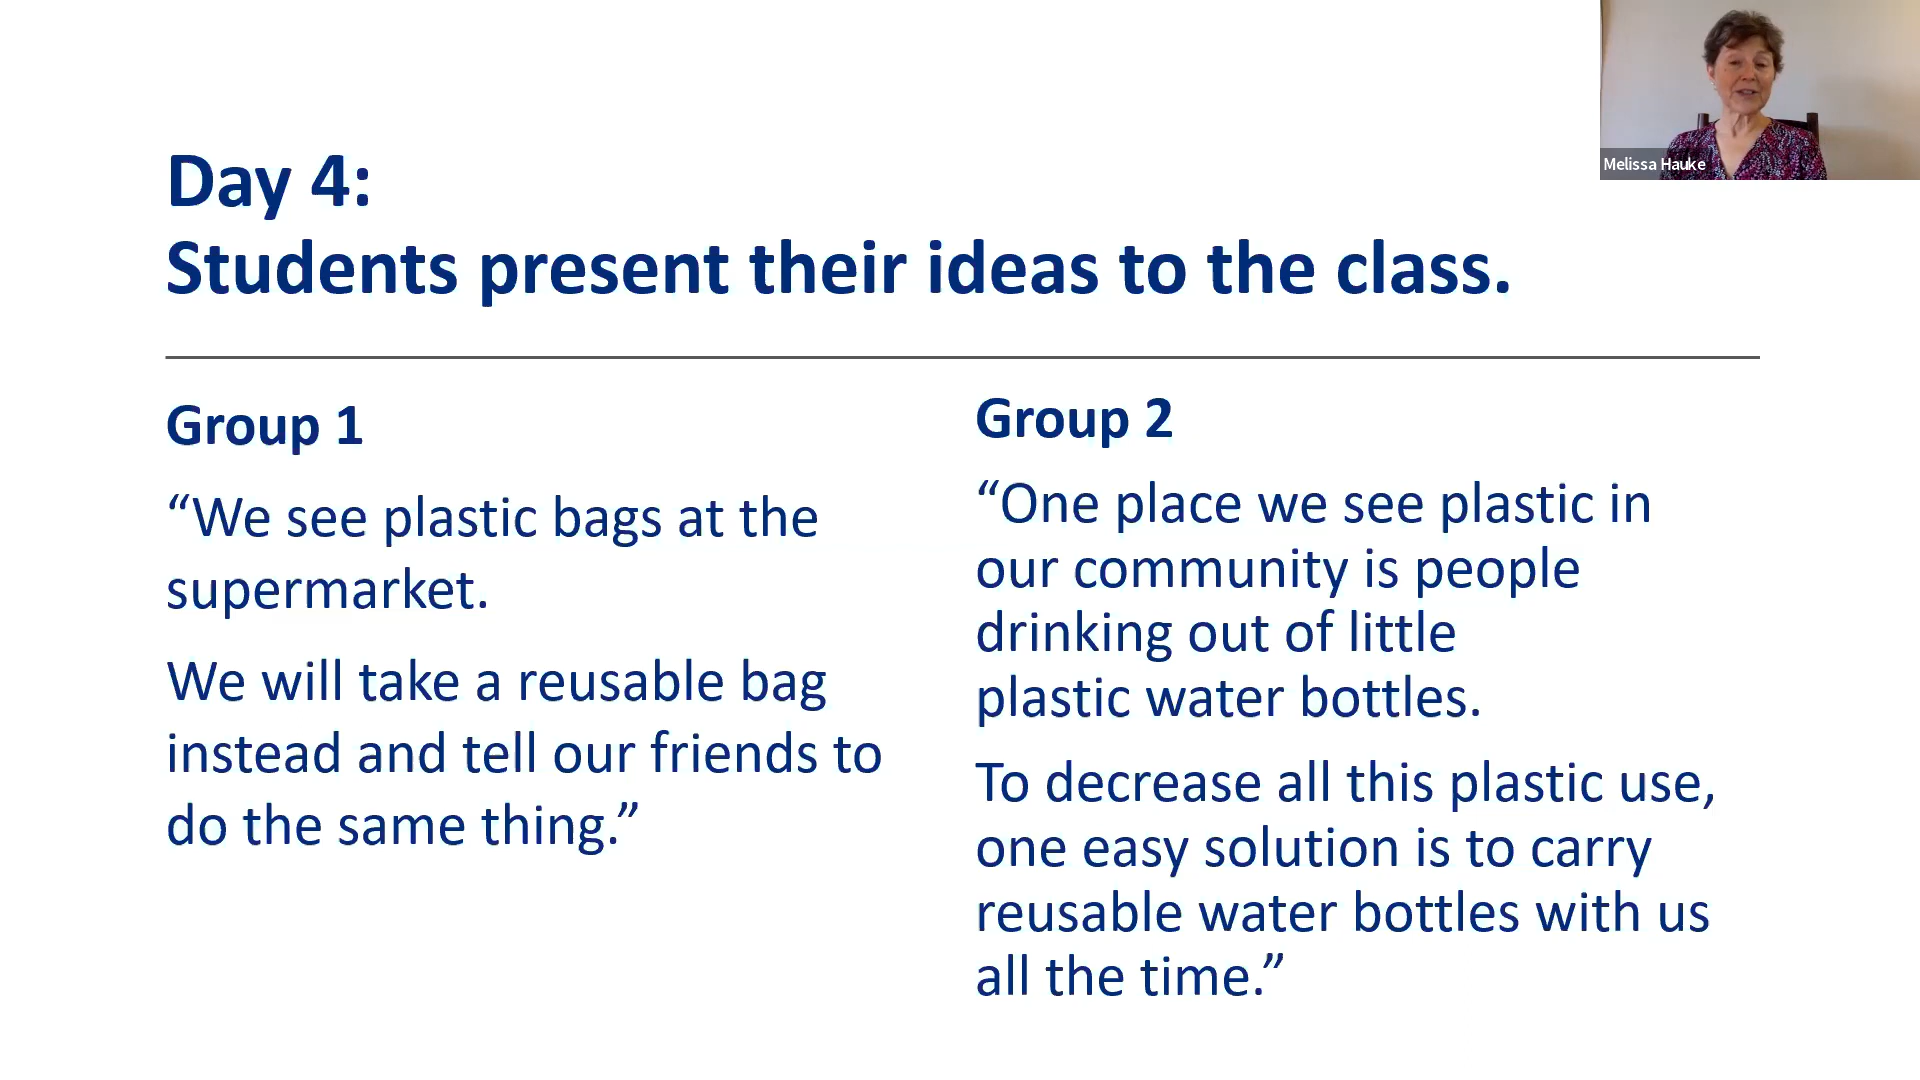 Melissa Hauke
Day 4:
Students present their ideas to the class.
Group 1
“We see plastic bags at the
supermarket.
We will take a reusable bag
instead and tell our friends to
do the same thing.”
Group 2
“One place we see plastic in
our community is people
drinking out of little
plastic water bottles.
To decrease all this plastic use,
one easy solution is to carry
reusable water bottles with us
all the time.”